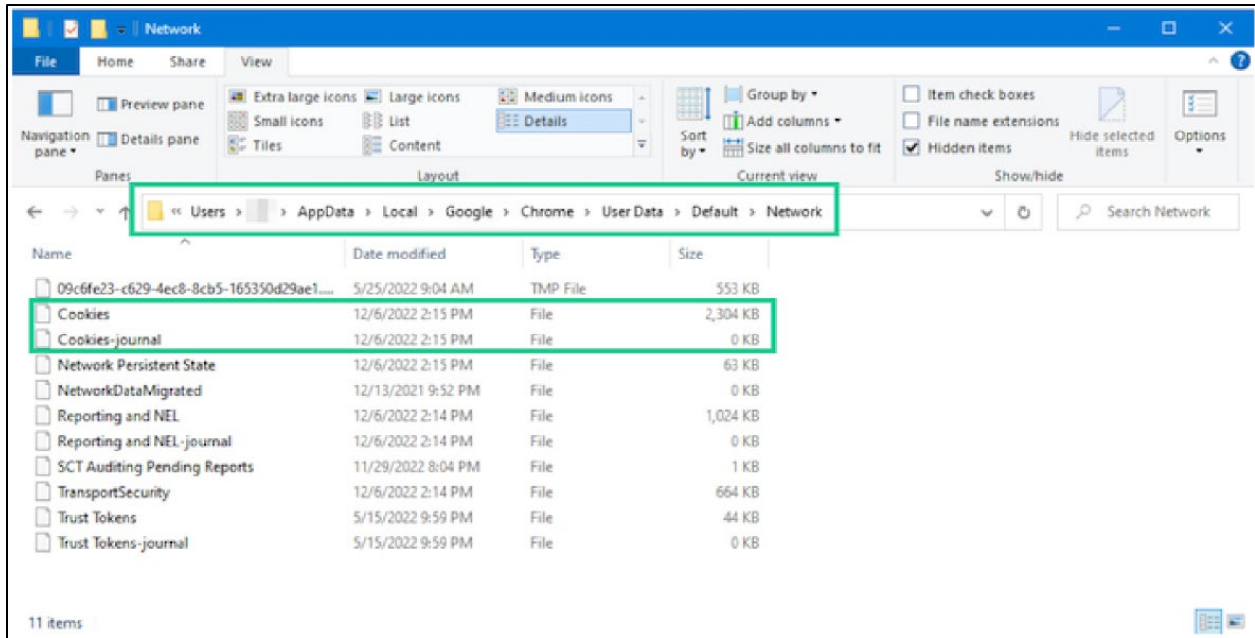 Network
File Home Share View
Navigation pane
Preview pane
Details pane
Extra large icons Large icons Medium icons
Small icons List Details
Tiles Content
Sort by
Group by
Add columns
Size all columns to fit
Item check boxes
File name extensions
Hidden items
Hide selected items
Options
Panes Layout Current view Show/hide
« Users > > AppData > Local > Google > Chrome > User Data > Default > Network
Search Network
Name Date modified Type Size
09c6fe23-c629-4ec8-8cb5-165350d29ae1.... 5/25/2022 9:04 AM TMP File 553 KB
Cookies 12/6/2022 2:15 PM File 2,304 KB
Cookies-journal 12/6/2022 2:15 PM File 0 KB
Network Persistent State 12/6/2022 2:15 PM File 63 KB
NetworkDataMigrated 12/13/2021 9:52 PM File 0 KB
Reporting and NEL 12/6/2022 2:14 PM File 1,024 KB
Reporting and NEL-journal 12/6/2022 2:14 PM File 0 KB
SCT Auditing Pending Reports 11/29/2022 8:04 PM File 1 KB
TransportSecurity 12/6/2022 2:14 PM File 664 KB
Trust Tokens 5/15/2022 9:59 PM File 44 KB
Trust Tokens-journal 5/15/2022 9:59 PM File 0 KB
11 items